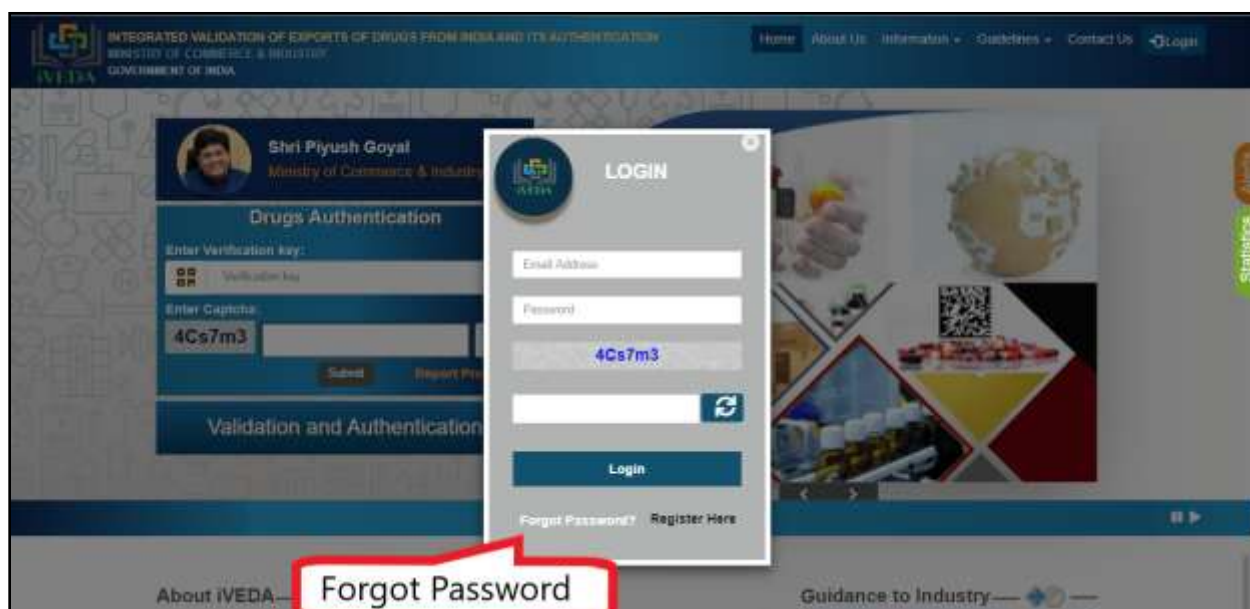 INTEGRATED VALIDATION OF EXPORTS OF DRUGS FROM INDIA AND ITS AUTHENTICATION
MINISTRY OF COMMERCE & INDUSTRY
GOVERNMENT OF INDIA
iVEDA
Home About Us Information Guidelines Contact Us Login
Shri Piyush Goyal
Ministry of Commerce & Industry
Drugs Authentication
Enter Verification key:
Verification key
Enter Captcha:
4Cs7m3
Submit Report Pro
Validation and Authentication
iVEDA
LOGIN
Email Address
Password
4Cs7m3
Login
Forgot Password? Register Here
Forgot Password
Statistics
About iVEDA
Guidance to Industry